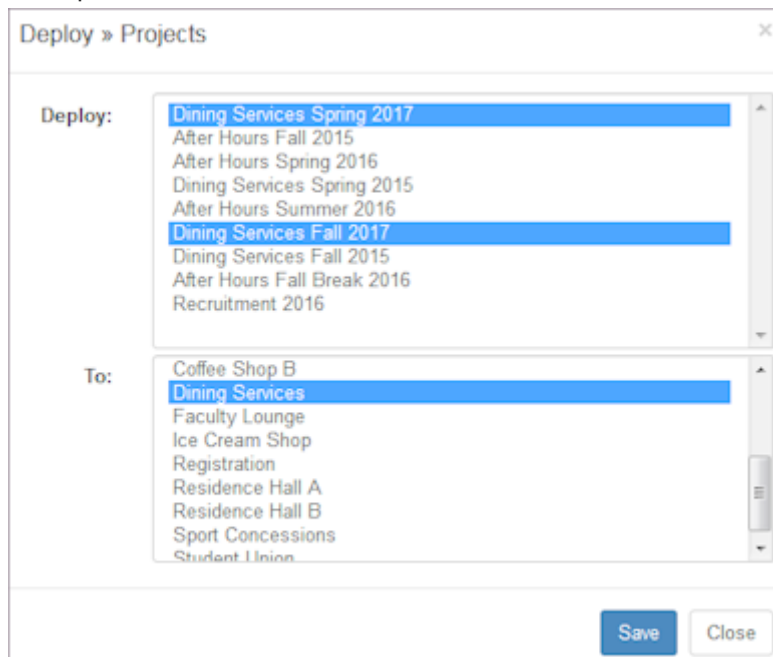 Deploy » Projects ×
Deploy:
Dining Services Spring 2017
After Hours Fall 2015
After Hours Spring 2016
Dining Services Spring 2015
After Hours Summer 2016
Dining Services Fall 2017
Dining Services Fall 2015
After Hours Fall Break 2016
Recruitment 2016
To:
Coffee Shop B
Dining Services
Faculty Lounge
Ice Cream Shop
Registration
Residence Hall A
Residence Hall B
Sport Concessions
Student Union
Save Close